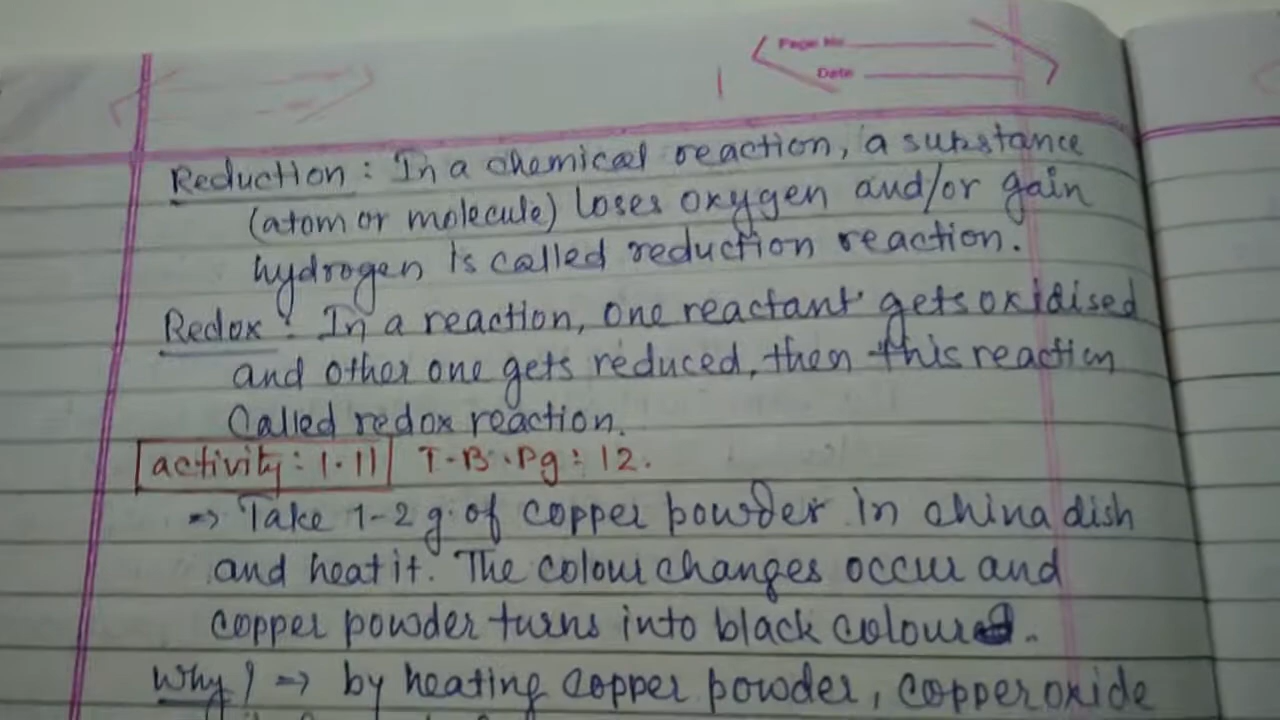 Page No
Date
Reduction : In a chemical reaction, a substance
(atom or molecule) loses oxygen and/or gain
hydrogen is called reduction reaction.
Redox : In a reaction, one reactant gets oxidised
and other one gets reduced, then this reaction
Called redox reaction.
activity : 1.11 T.B.Pg: 12.
⇒ Take 1-2 g. of copper powder in china dish
and heat it. The colour changes occur and
copper powder turns into black colour.
Why? ⇒ by heating copper powder, copper oxide